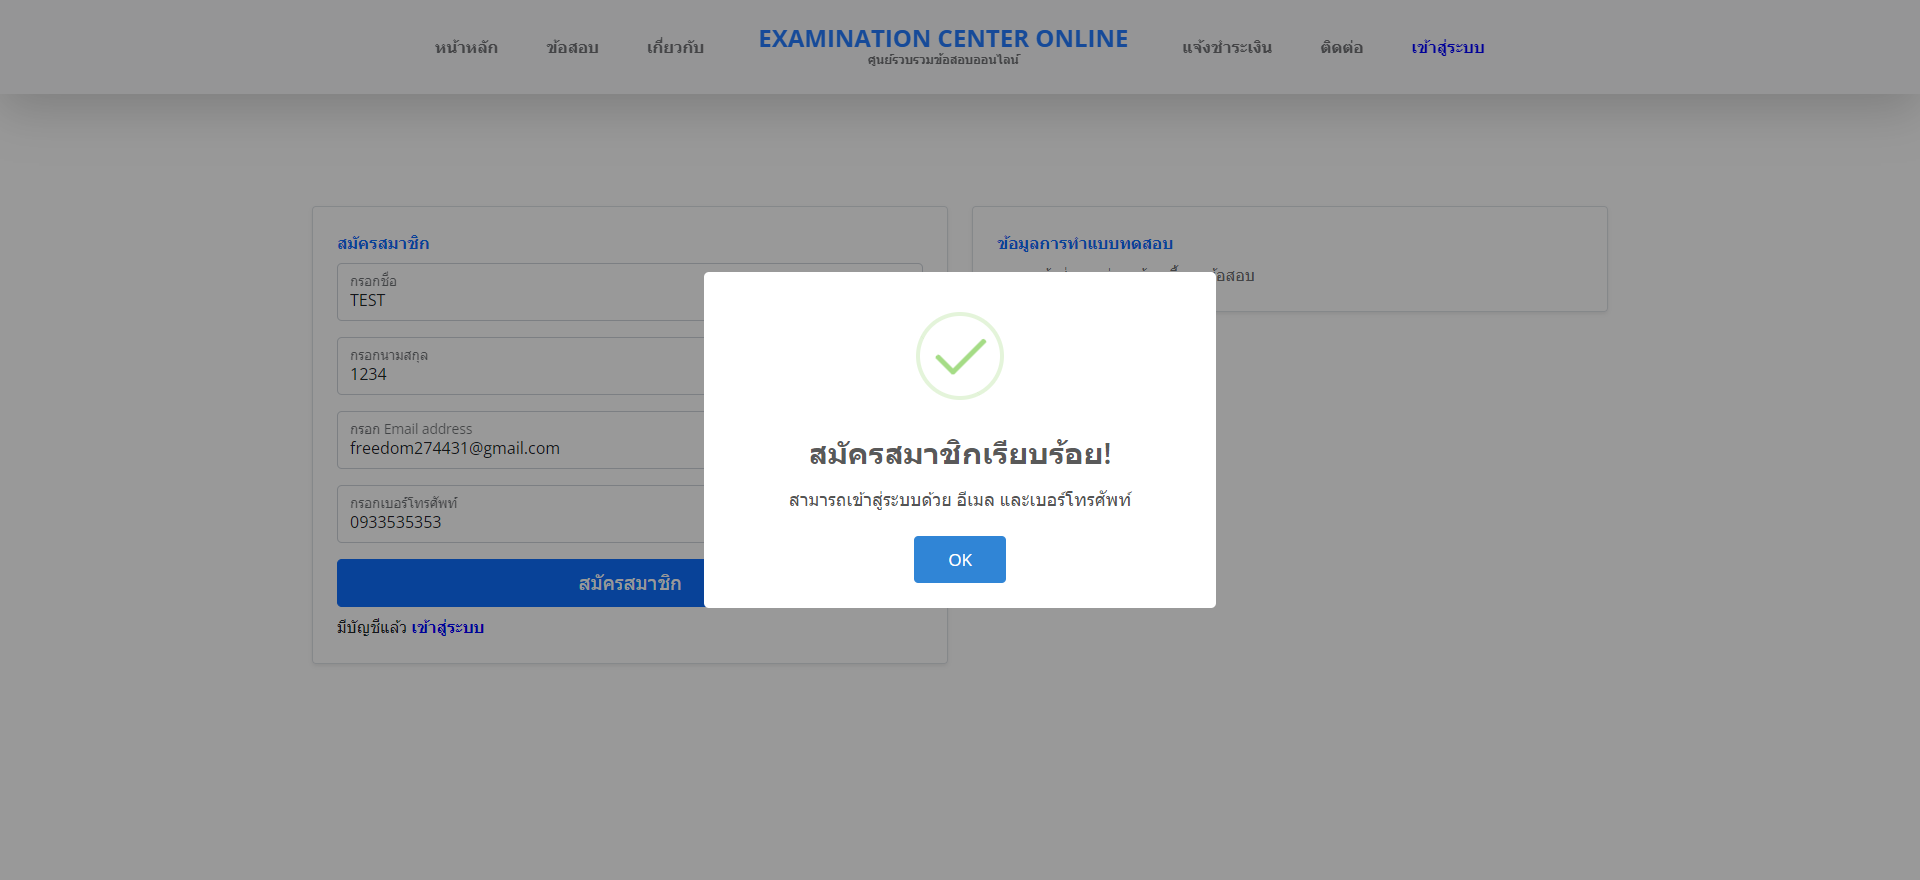 หน้าหลัก
ข้อสอบ
เกี่ยวกับ
EXAMINATION CENTER ONLINE
ศูนย์รวบรวมข้อสอบออนไลน์
แจ้งชำระเงิน
ติดต่อ
เข้าสู่ระบบ
สมัครสมาชิก
กรอกชื่อ
TEST
กรอกนามสกุล
1234
กรอก Email address
freedom274431@gmail.com
กรอกเบอร์โทรศัพท์
0933535353
สมัครสมาชิก
มีบัญชีแล้ว เข้าสู่ระบบ
ข้อมูลการทำแบบทดสอบ
สมัครสมาชิกเรียบร้อย!
สามารถเข้าสู่ระบบด้วย อีเมล และเบอร์โทรศัพท์
OK